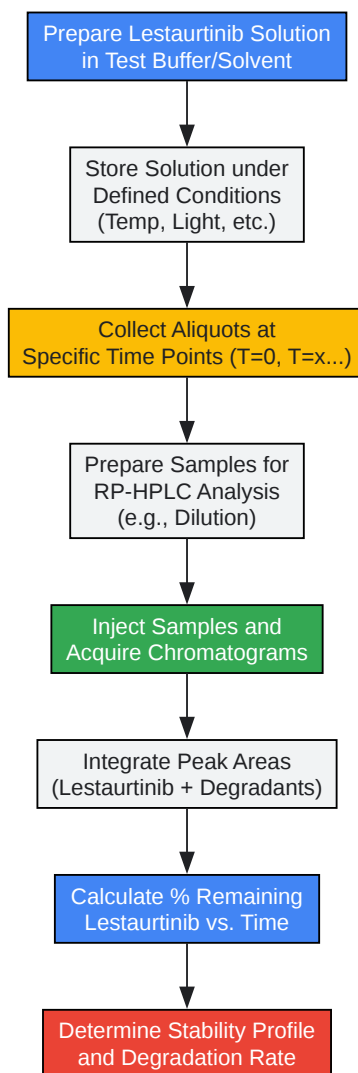 Prepare Lestaurtinib Solution
in Test Buffer/Solvent
Store Solution under
Defined Conditions
(Temp, Light, etc.)
Collect Aliquots at
Specific Time Points (T=0, T=x...)
Prepare Samples for
RP-HPLC Analysis
(e.g., Dilution)
Inject Samples and
Acquire Chromatograms
Integrate Peak Areas
(Lestaurtinib + Degradants)
Calculate % Remaining
Lestaurtinib vs. Time
Determine Stability Profile
and Degradation Rate